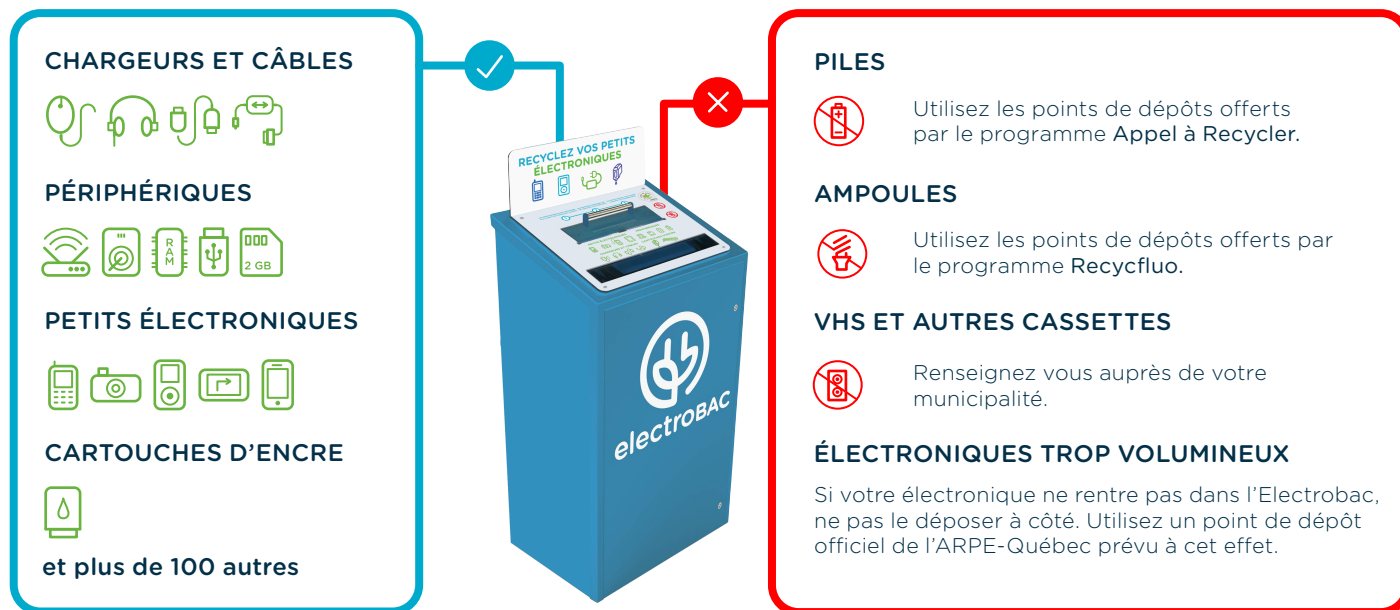 CHARGEURS ET CÂBLES
PÉRIPHÉRIQUES
RAM
2 GB
PETITS ÉLECTRONIQUES
CARTOUCHES D'ENCRE
et plus de 100 autres
RECYCLEZ VOS PETITS
ÉLECTRONIQUES
electroBAC
PILES
Utilisez les points de dépôts offerts
par le programme Appel à Recycler.
AMPOULES
Utilisez les points de dépôts offerts par
le programme Recycfluo.
VHS ET AUTRES CASSETTES
Renseignez vous auprès de votre
municipalité.
ÉLECTRONIQUES TROP VOLUMINEUX
Si votre électronique ne rentre pas dans l'Electrobac,
ne pas le déposer à côté. Utilisez un point de dépôt
officiel de l'ARPE-Québec prévu à cet effet.